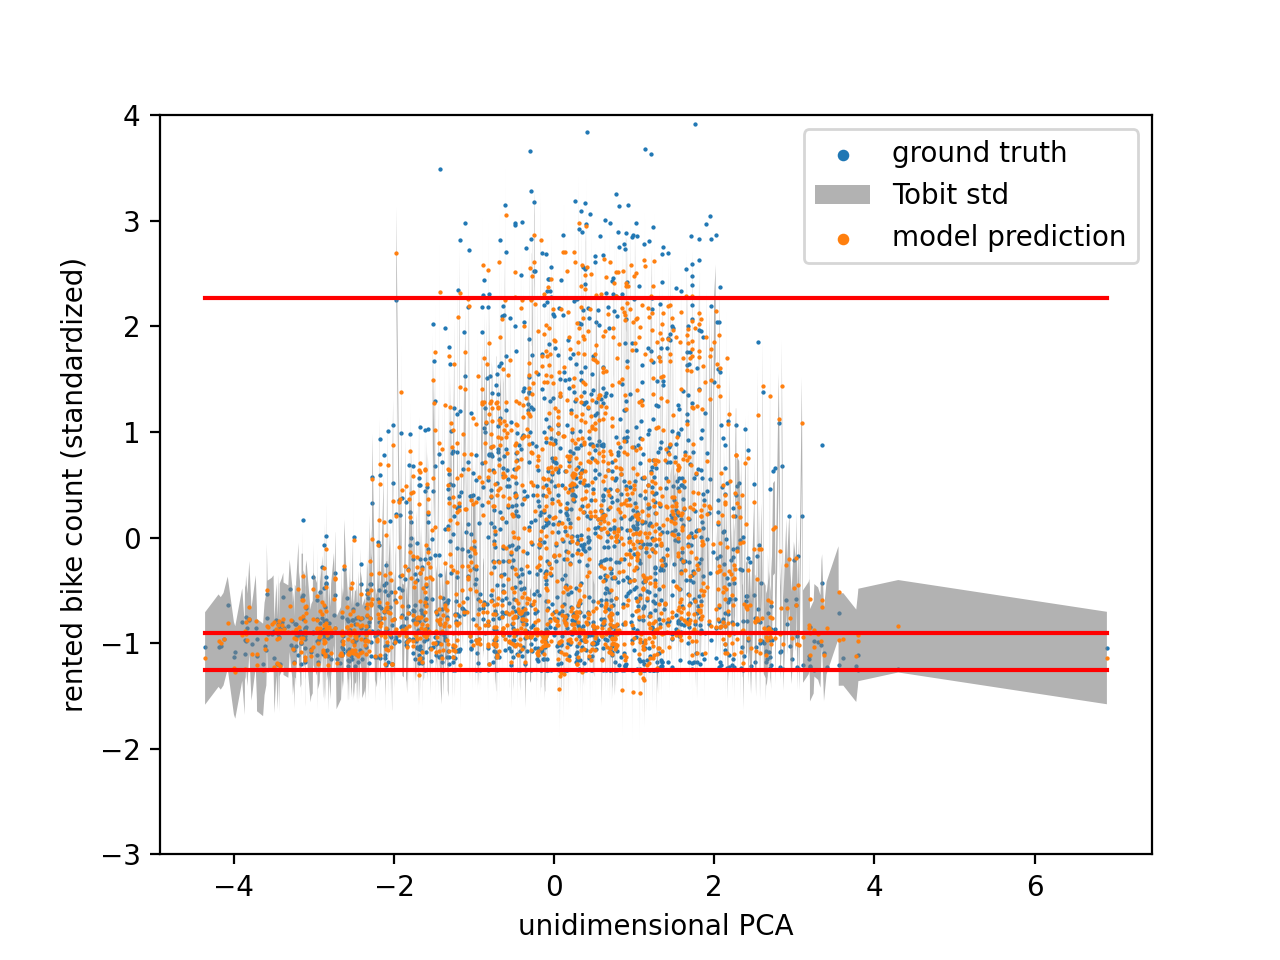 4
3
2
1
0
−1
−2
−3
rented bike count (standardized)
ground truth
Tobit std
model prediction
−4
−2
0
2
4
6
unidimensional PCA